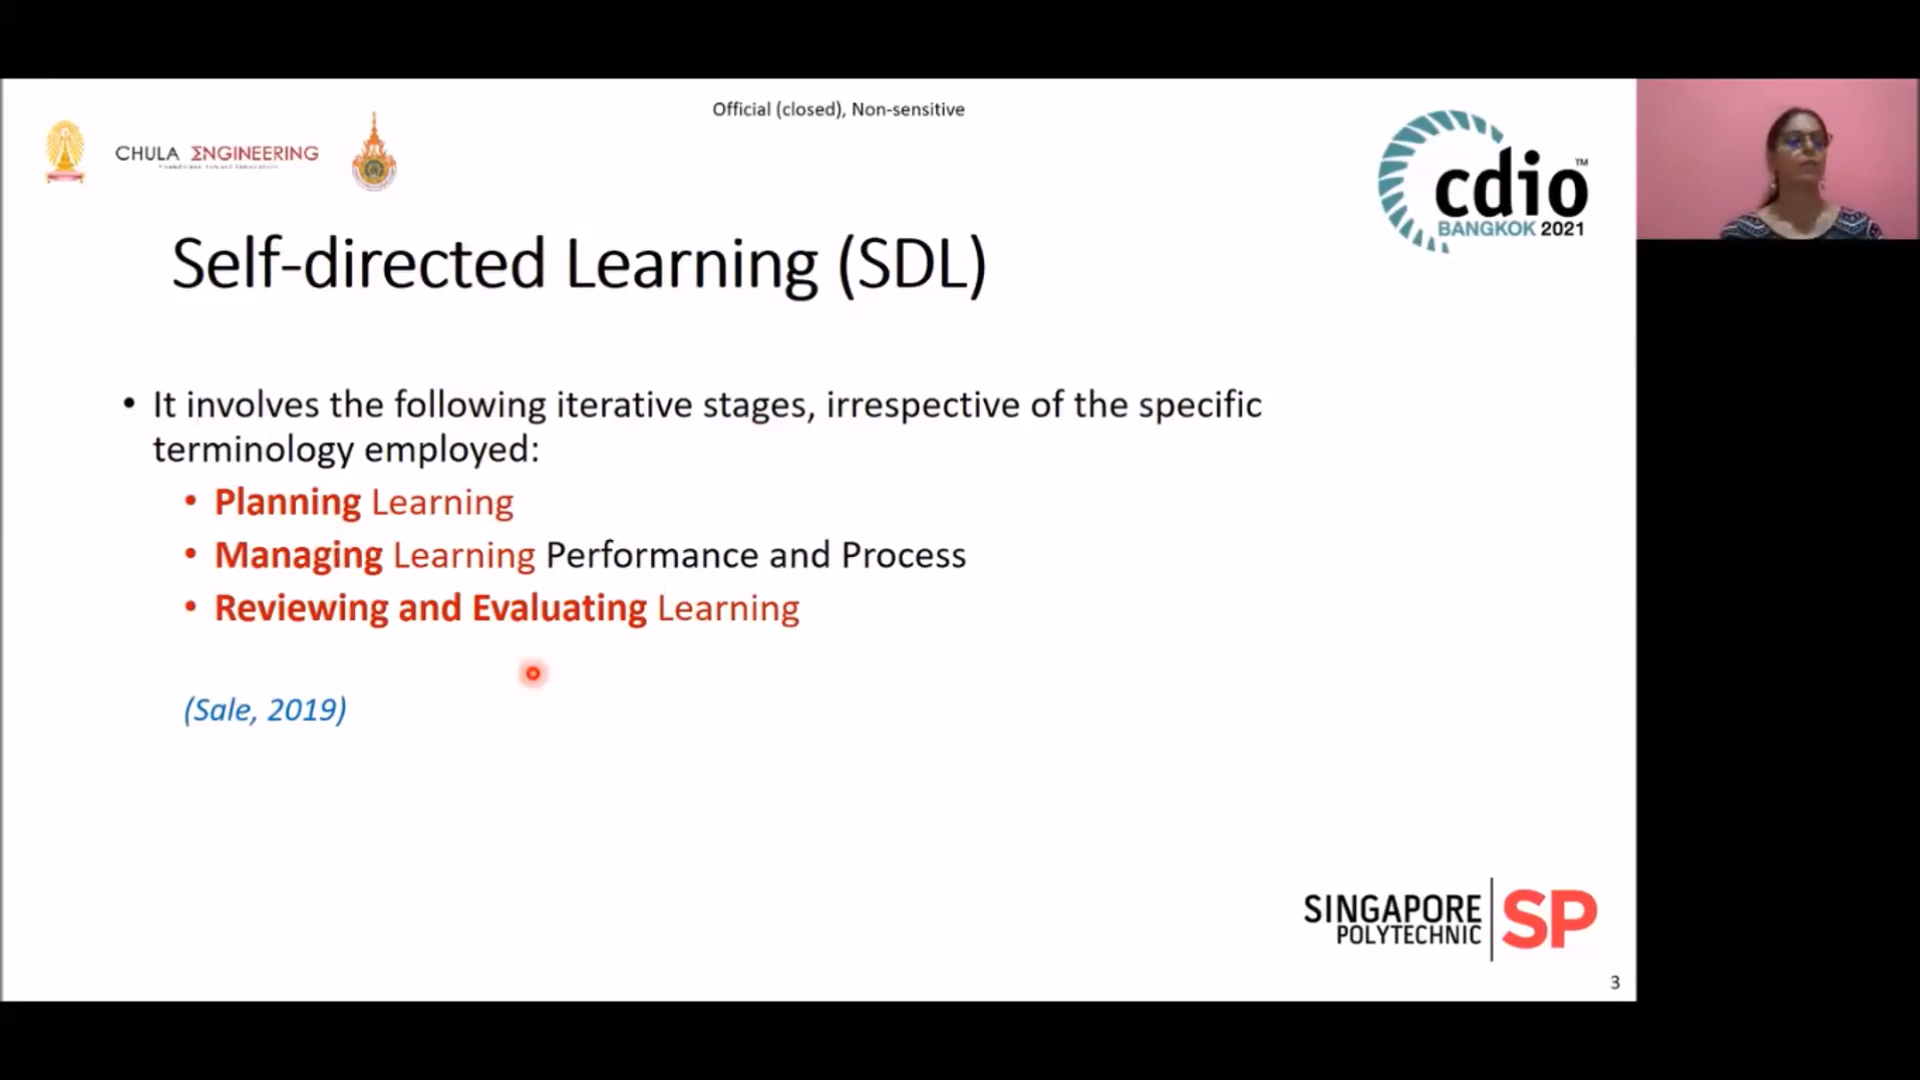 Official (closed), Non-sensitive
CHULA ΣNGINEERING
cdio™
BANGKOK 2021
Self-directed Learning (SDL)
• It involves the following iterative stages, irrespective of the specific
terminology employed:
• Planning Learning
• Managing Learning Performance and Process
• Reviewing and Evaluating Learning
(Sale, 2019)
SINGAPORE
POLYTECHNIC
SP
3